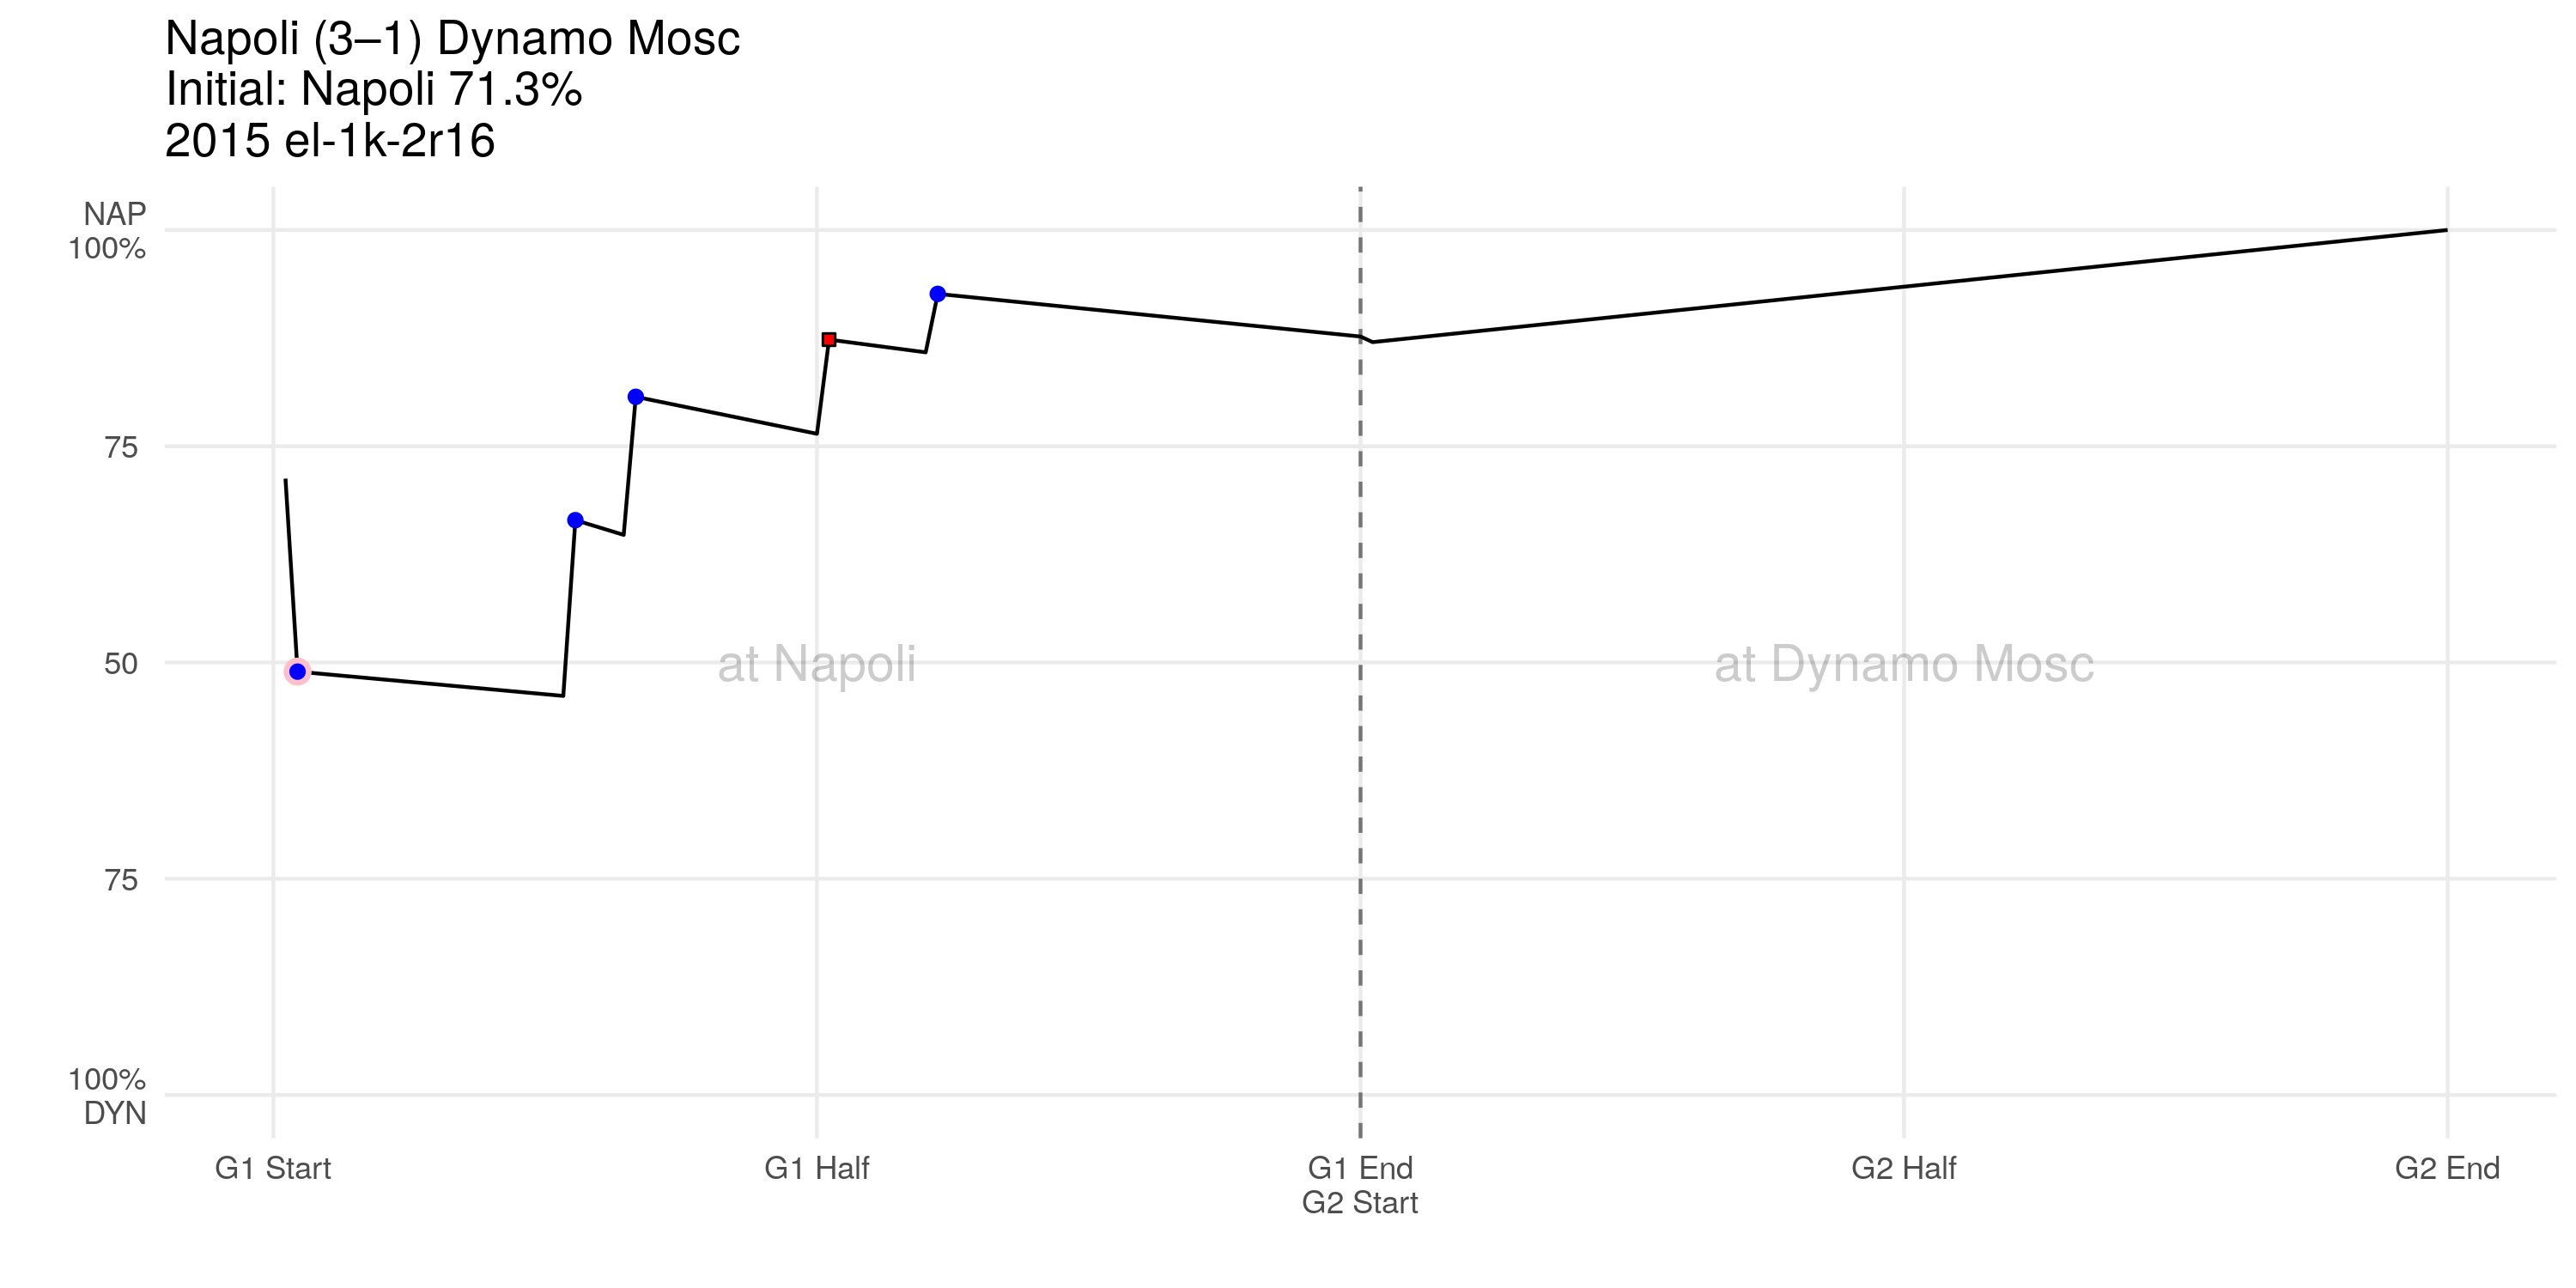 Napoli (3–1) Dynamo Mosc
Initial: Napoli 71.3%
2015 el-1k-2r16
NAP
100%
75
50
75
100%
DYN
at Napoli
at Dynamo Mosc
G1 Start
G1 Half
G1 End
G2 Start
G2 Half
G2 End